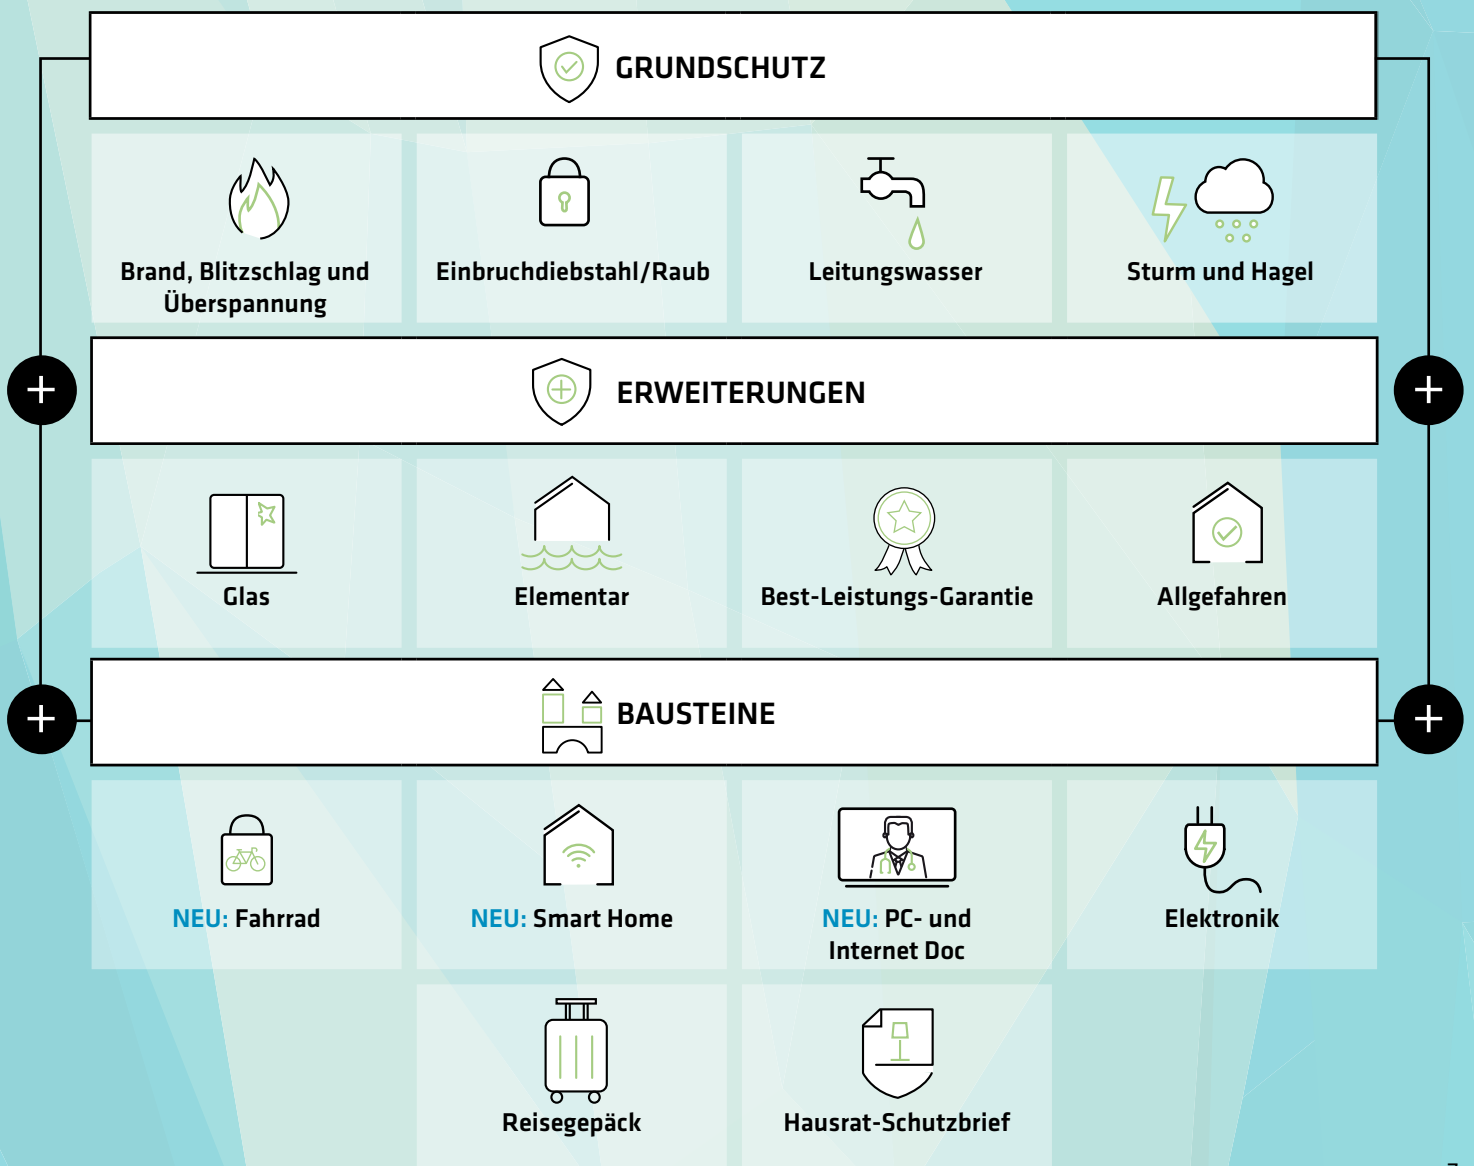 GRUNDSCHUTZ
Brand, Blitzschlag und
Überspannung
Einbruchdiebstahl/Raub
Leitungswasser
Sturm und Hagel
ERWEITERUNGEN
Glas
Elementar
Best-Leistungs-Garantie
Allgefahren
BAUSTEINE
NEU: Fahrrad
NEU: Smart Home
NEU: PC- und
Internet Doc
Elektronik
Reisegepäck
Hausrat-Schutzbrief